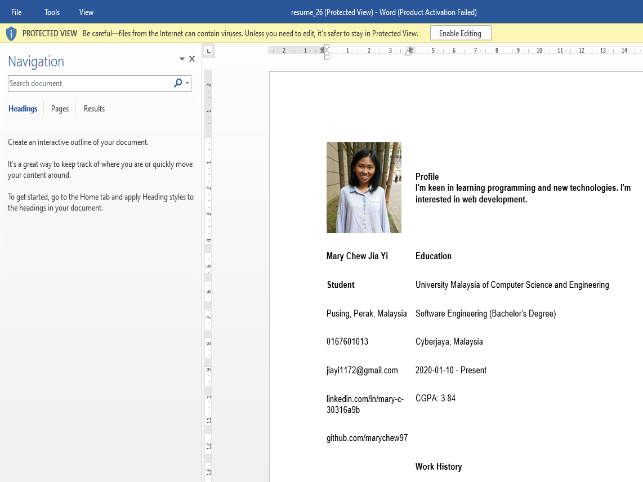 File Tools View resume_26 (Protected View) - Word (Product Activation Failed)
PROTECTED VIEW Be careful—files from the Internet can contain viruses. Unless you need to edit, it's safer to stay in Protected View. Enable Editing
Navigation
Search document
Headings Pages Results
Create an interactive outline of your document.
It's a great way to keep track of where you are or quickly move
your content around.
To get started, go to the Home tab and apply Heading styles to
the headings in your document.
Profile
I'm keen in learning programming and new technologies. I'm
interested in web development.
Mary Chew Jia Yi Education
Student University Malaysia of Computer Science and Engineering
Pusing, Perak, Malaysia Software Engineering (Bachelor's Degree)
0167601013 Cyberjaya, Malaysia
jiayi1172@gmail.com 2020-01-10 - Present
linkedin.com/in/mary-c- CGPA: 3.84
30316a9b
github.com/marychew97
Work History